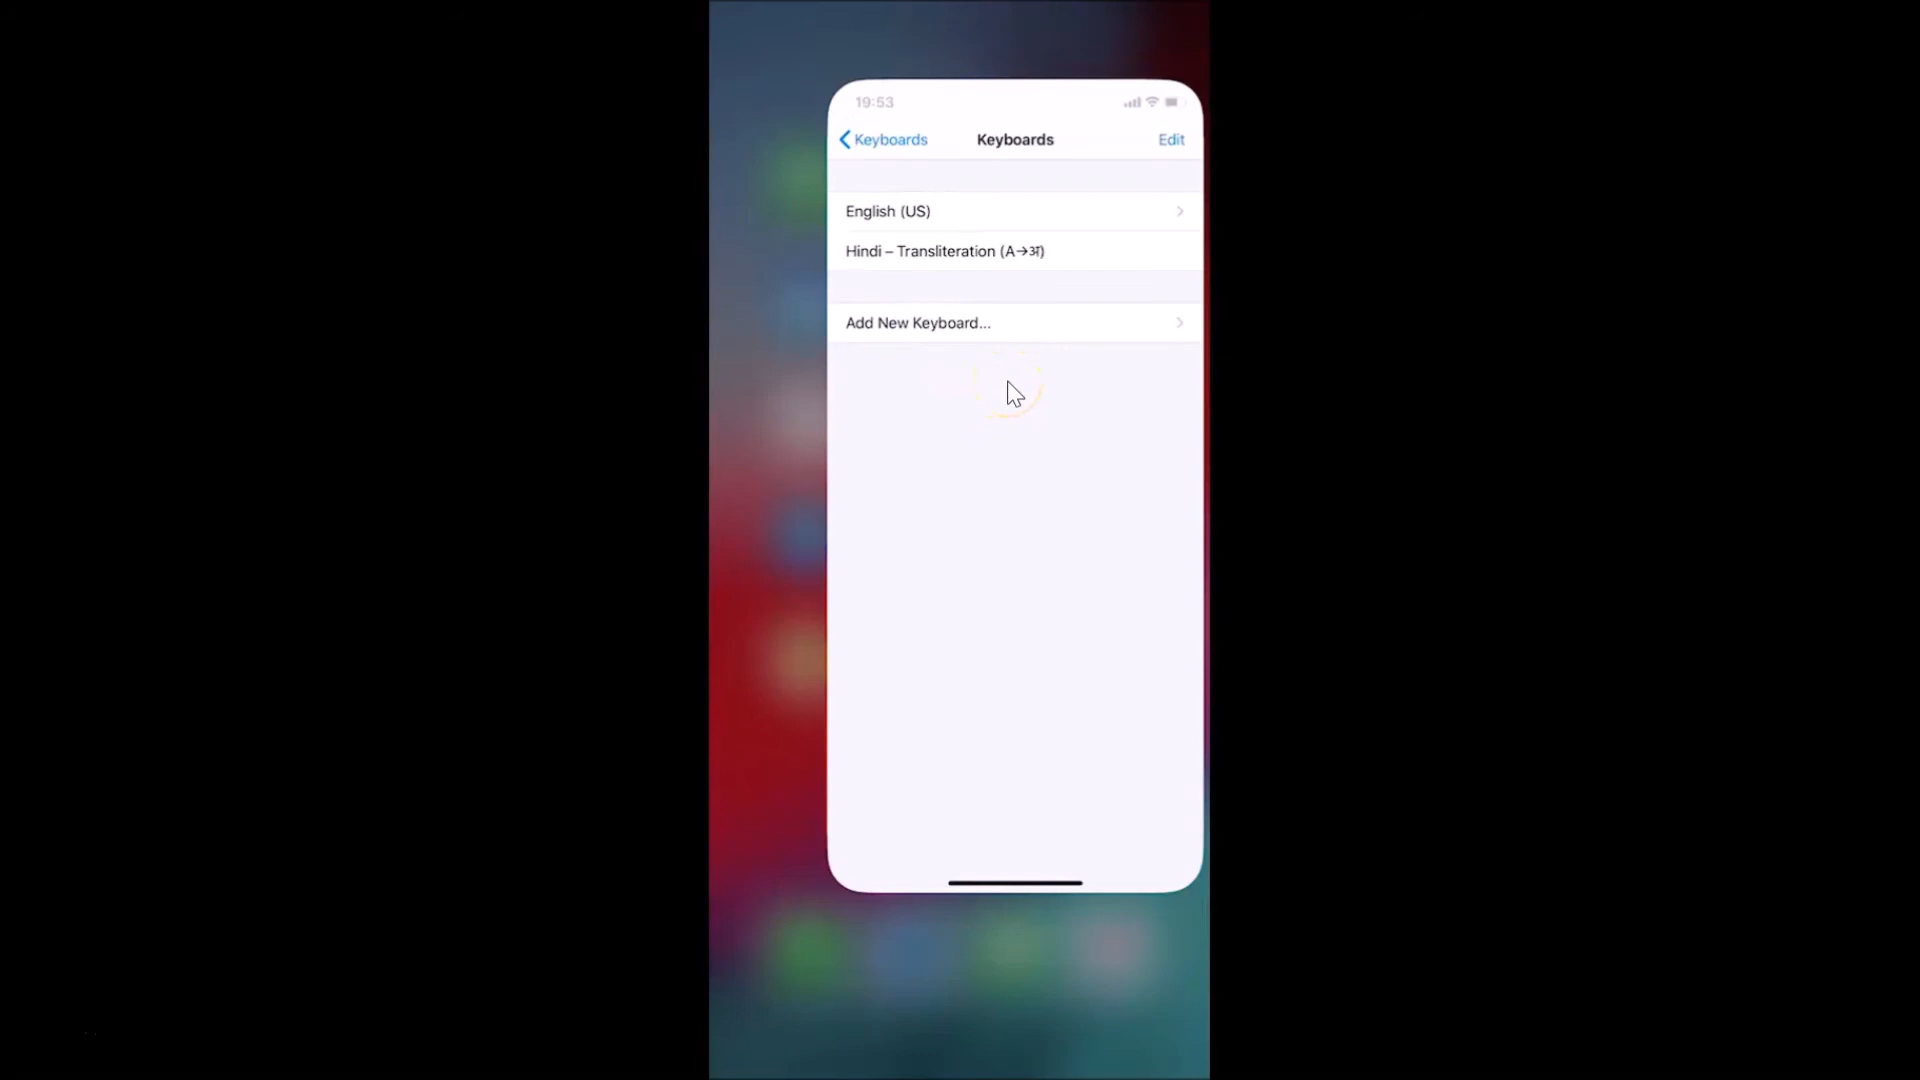 19:53
Keyboards
Keyboards
Edit
English (US)
Hindi – Transliteration (A→अ)
Add New Keyboard...